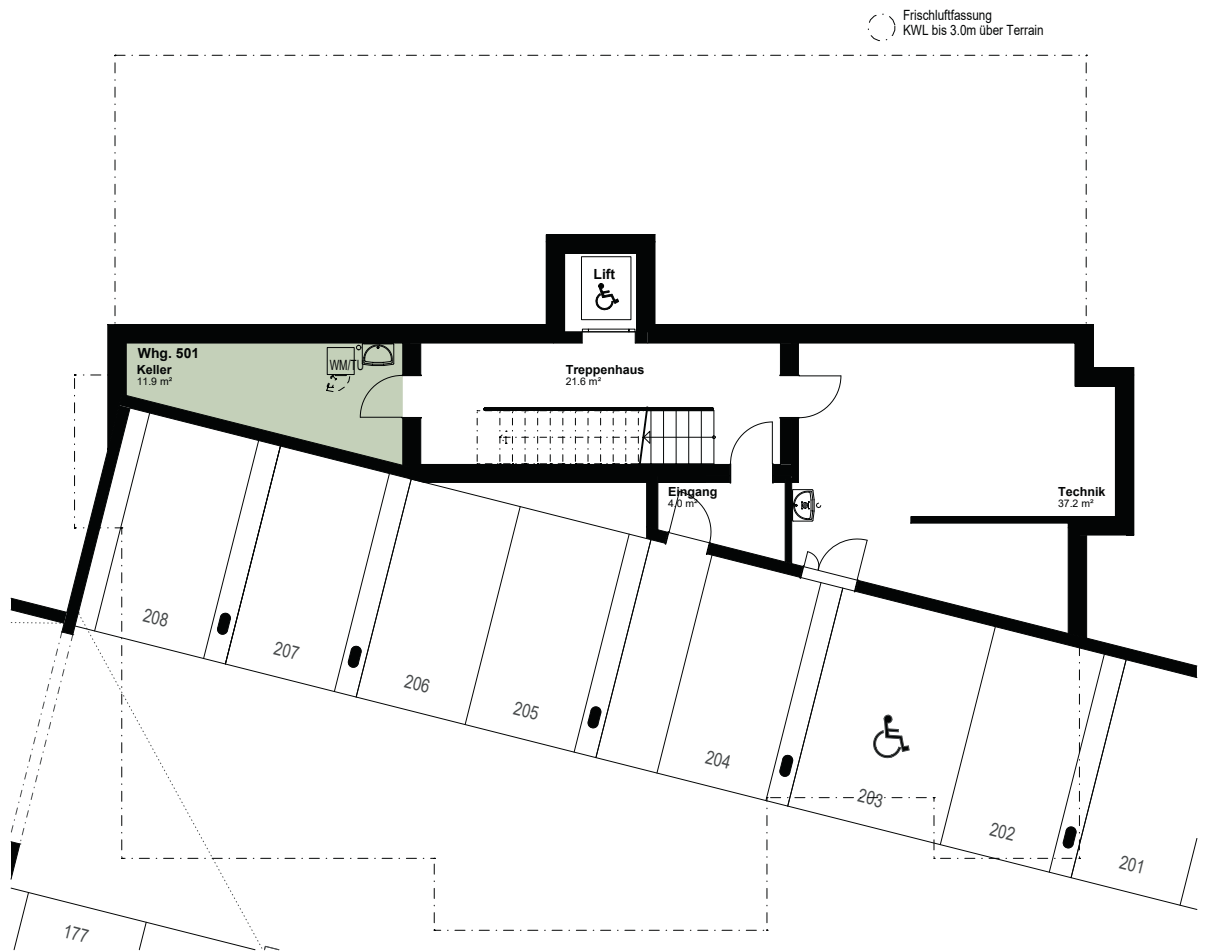 Frischluftfassung
KWL bis 3.0m über Terrain
Lift
Whg. 501
Keller
11.9 m²
WM/TU
Treppenhaus
21.6 m²
Eingang
4.0 m²
Technik
37.2 m²
208
207
206
205
204
203
202
201
177